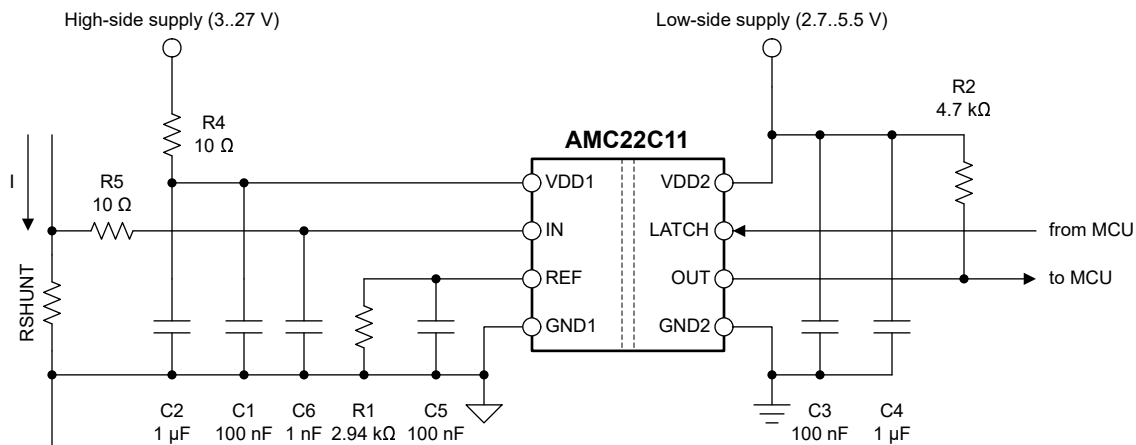 High-side supply (3..27 V)
Low-side supply (2.7..5.5 V)
R4
10 Ω
R2
4.7 kΩ
AMC22C11
I
R5
10 Ω
RSHUNT
VDD1
VDD2
IN
LATCH
from MCU
REF
OUT
to MCU
GND1
GND2
C2
1 µF
C1
100 nF
C6
1 nF
R1
2.94 kΩ
C5
100 nF
C3
100 nF
C4
1 µF